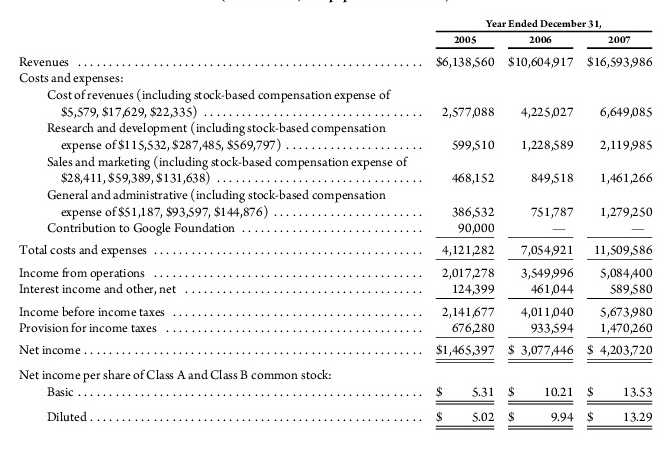 Year Ended December 31,
2005 2006 2007
Revenues $6,138,560 $10,604,917 $16,593,986
Costs and expenses:
Cost of revenues (including stock-based compensation expense of
$5,579, $17,629, $22,335) 2,577,088 4,225,027 6,649,085
Research and development (including stock-based compensation
expense of $115,532, $287,485, $569,797) 599,510 1,228,589 2,119,985
Sales and marketing (including stock-based compensation expense of
$28,411, $59,389, $131,638) 468,152 849,518 1,461,266
General and administrative (including stock-based compensation
expense of $51,187, $93,597, $144,876) 386,532 751,787 1,279,250
Contribution to Google Foundation 90,000 — —
Total costs and expenses 4,121,282 7,054,921 11,509,586
Income from operations 2,017,278 3,549,996 5,084,400
Interest income and other, net 124,399 461,044 589,580
Income before income taxes 2,141,677 4,011,040 5,673,980
Provision for income taxes 676,280 933,594 1,470,260
Net income $1,465,397 $ 3,077,446 $ 4,203,720
Net income per share of Class A and Class B common stock:
Basic $ 5.31 $ 10.21 $ 13.53
Diluted $ 5.02 $ 9.94 $ 13.29